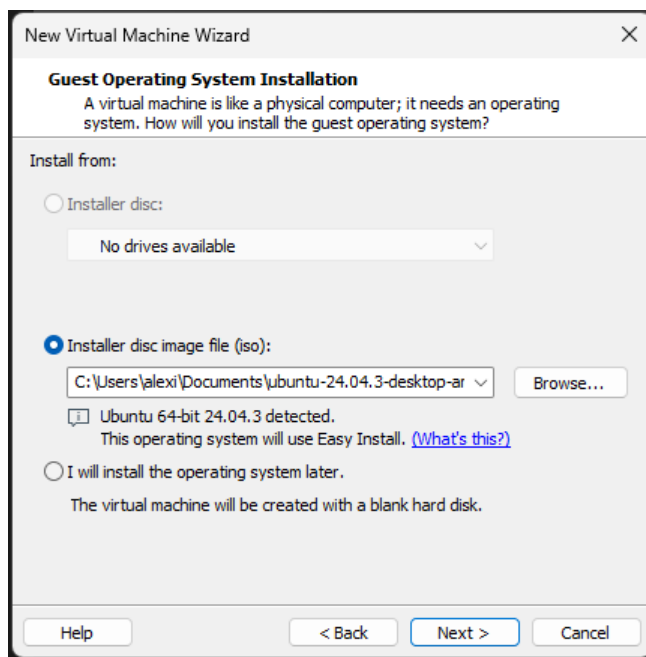 New Virtual Machine Wizard
Guest Operating System Installation
A virtual machine is like a physical computer; it needs an operating
system. How will you install the guest operating system?
Install from:
Installer disc:
No drives available
Installer disc image file (iso):
C:\Users\alexi\Documents\ubuntu-24.04.3-desktop-ar
Browse...
Ubuntu 64-bit 24.04.3 detected.
This operating system will use Easy Install. (What's this?)
I will install the operating system later.
The virtual machine will be created with a blank hard disk.
Help
< Back
Next >
Cancel